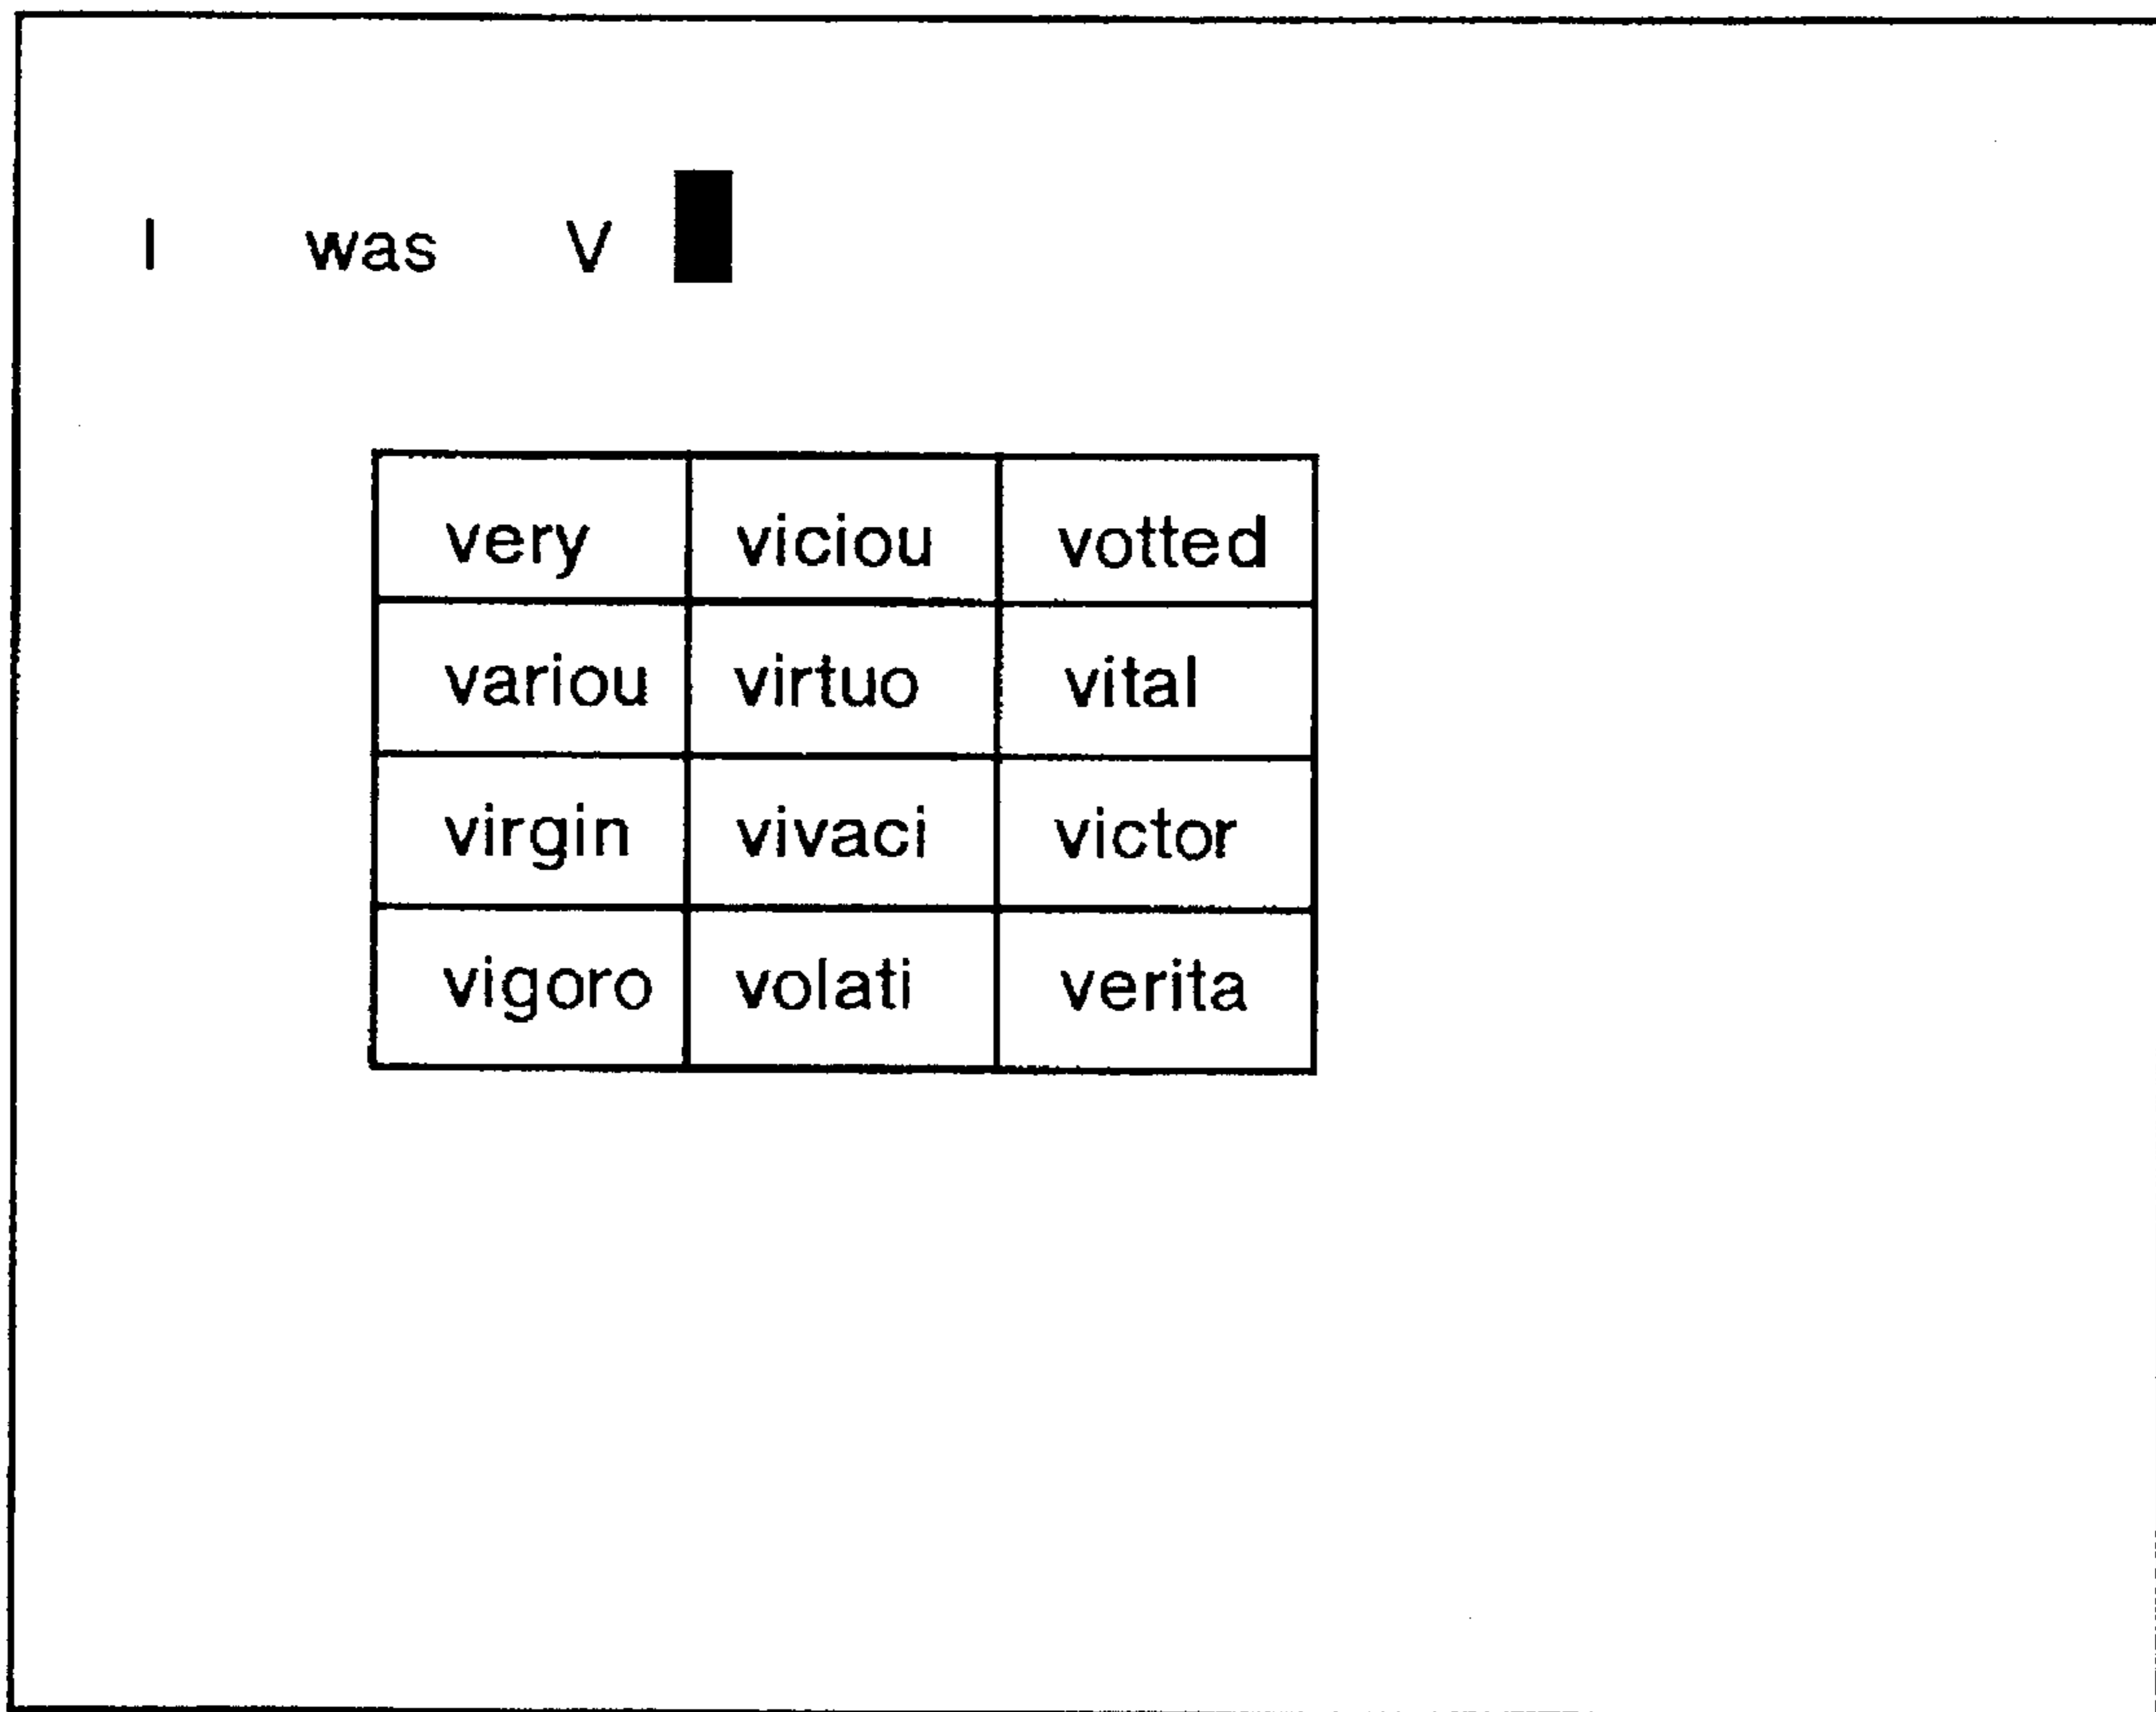 I was V
very viciou votted
variou virtuo vital
virgin vivaci victor
vigoro volati verita